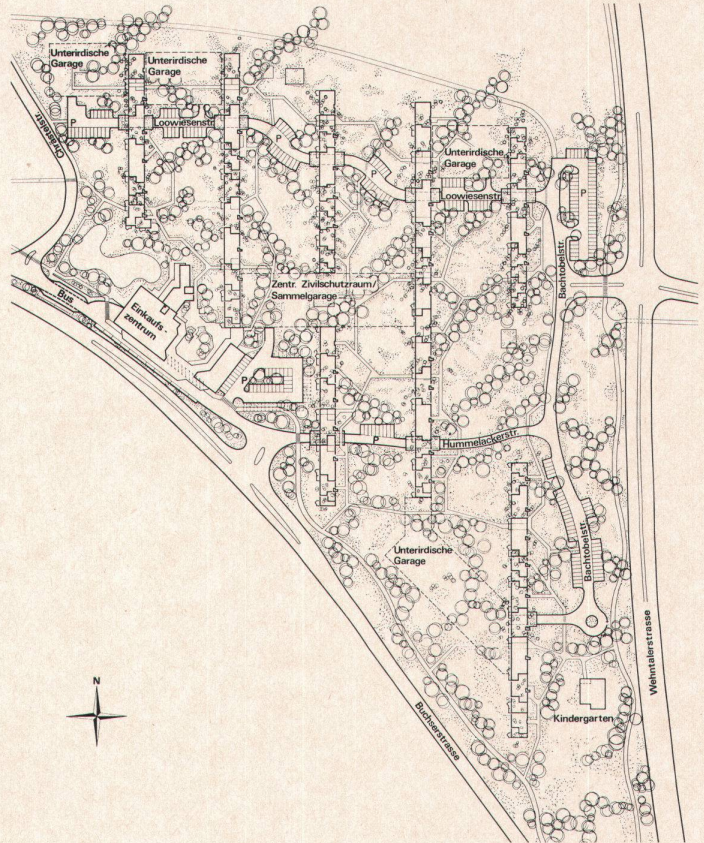 Unterirdische
Garage
Unterirdische
Garage
Chrästelstr.
P
Loowiesenstr.
P
P
Unterirdische
Garage
Loowiesenstr.
P
Bachtobelstr.
Zentr. Zivilschutzraum/
Sammelgarage
Bus
Einkaufs-
zentrum
P
P
Hummelackerstr.
Unterirdische
Garage
Bachtobelstr.
Wehntalerstrasse
N
Buchserstrasse
Kindergarten